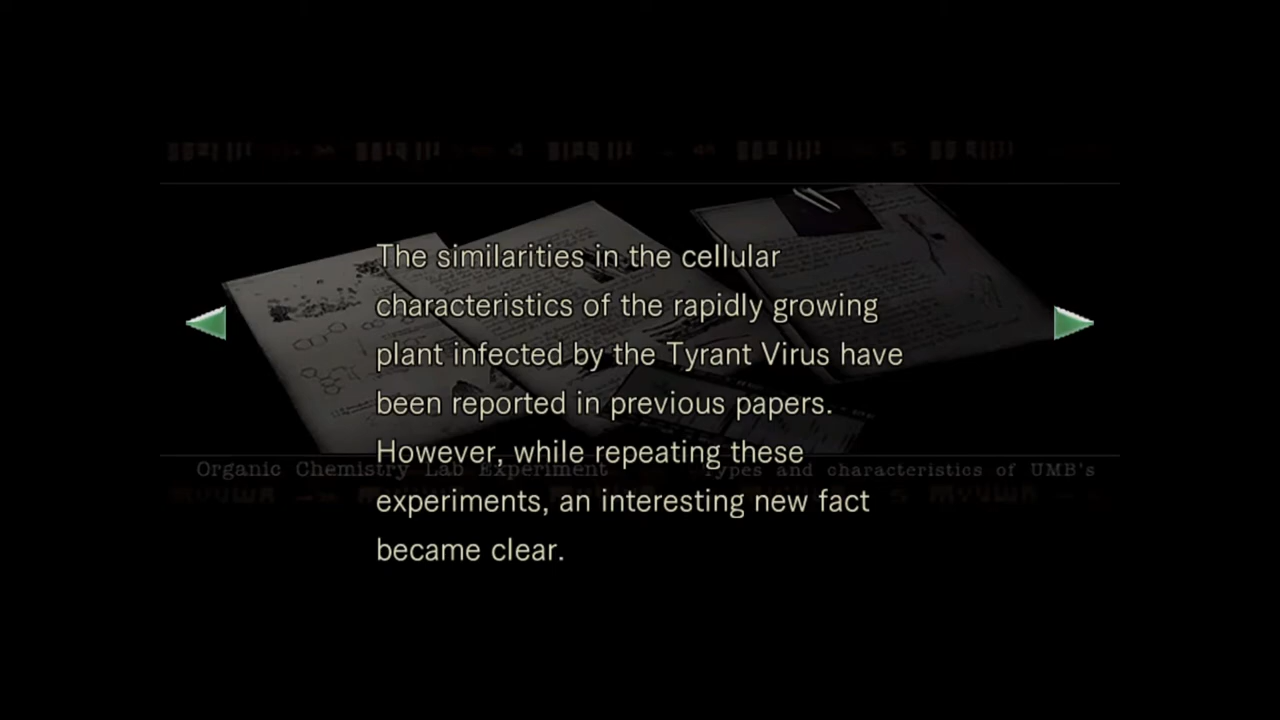 The similarities in the cellular
characteristics of the rapidly growing
plant infected by the Tyrant Virus have
been reported in previous papers.
However, while repeating these
Organic Chemistry Lab Experiment
Types and characteristics of UMB's
experiments, an interesting new fact
became clear.